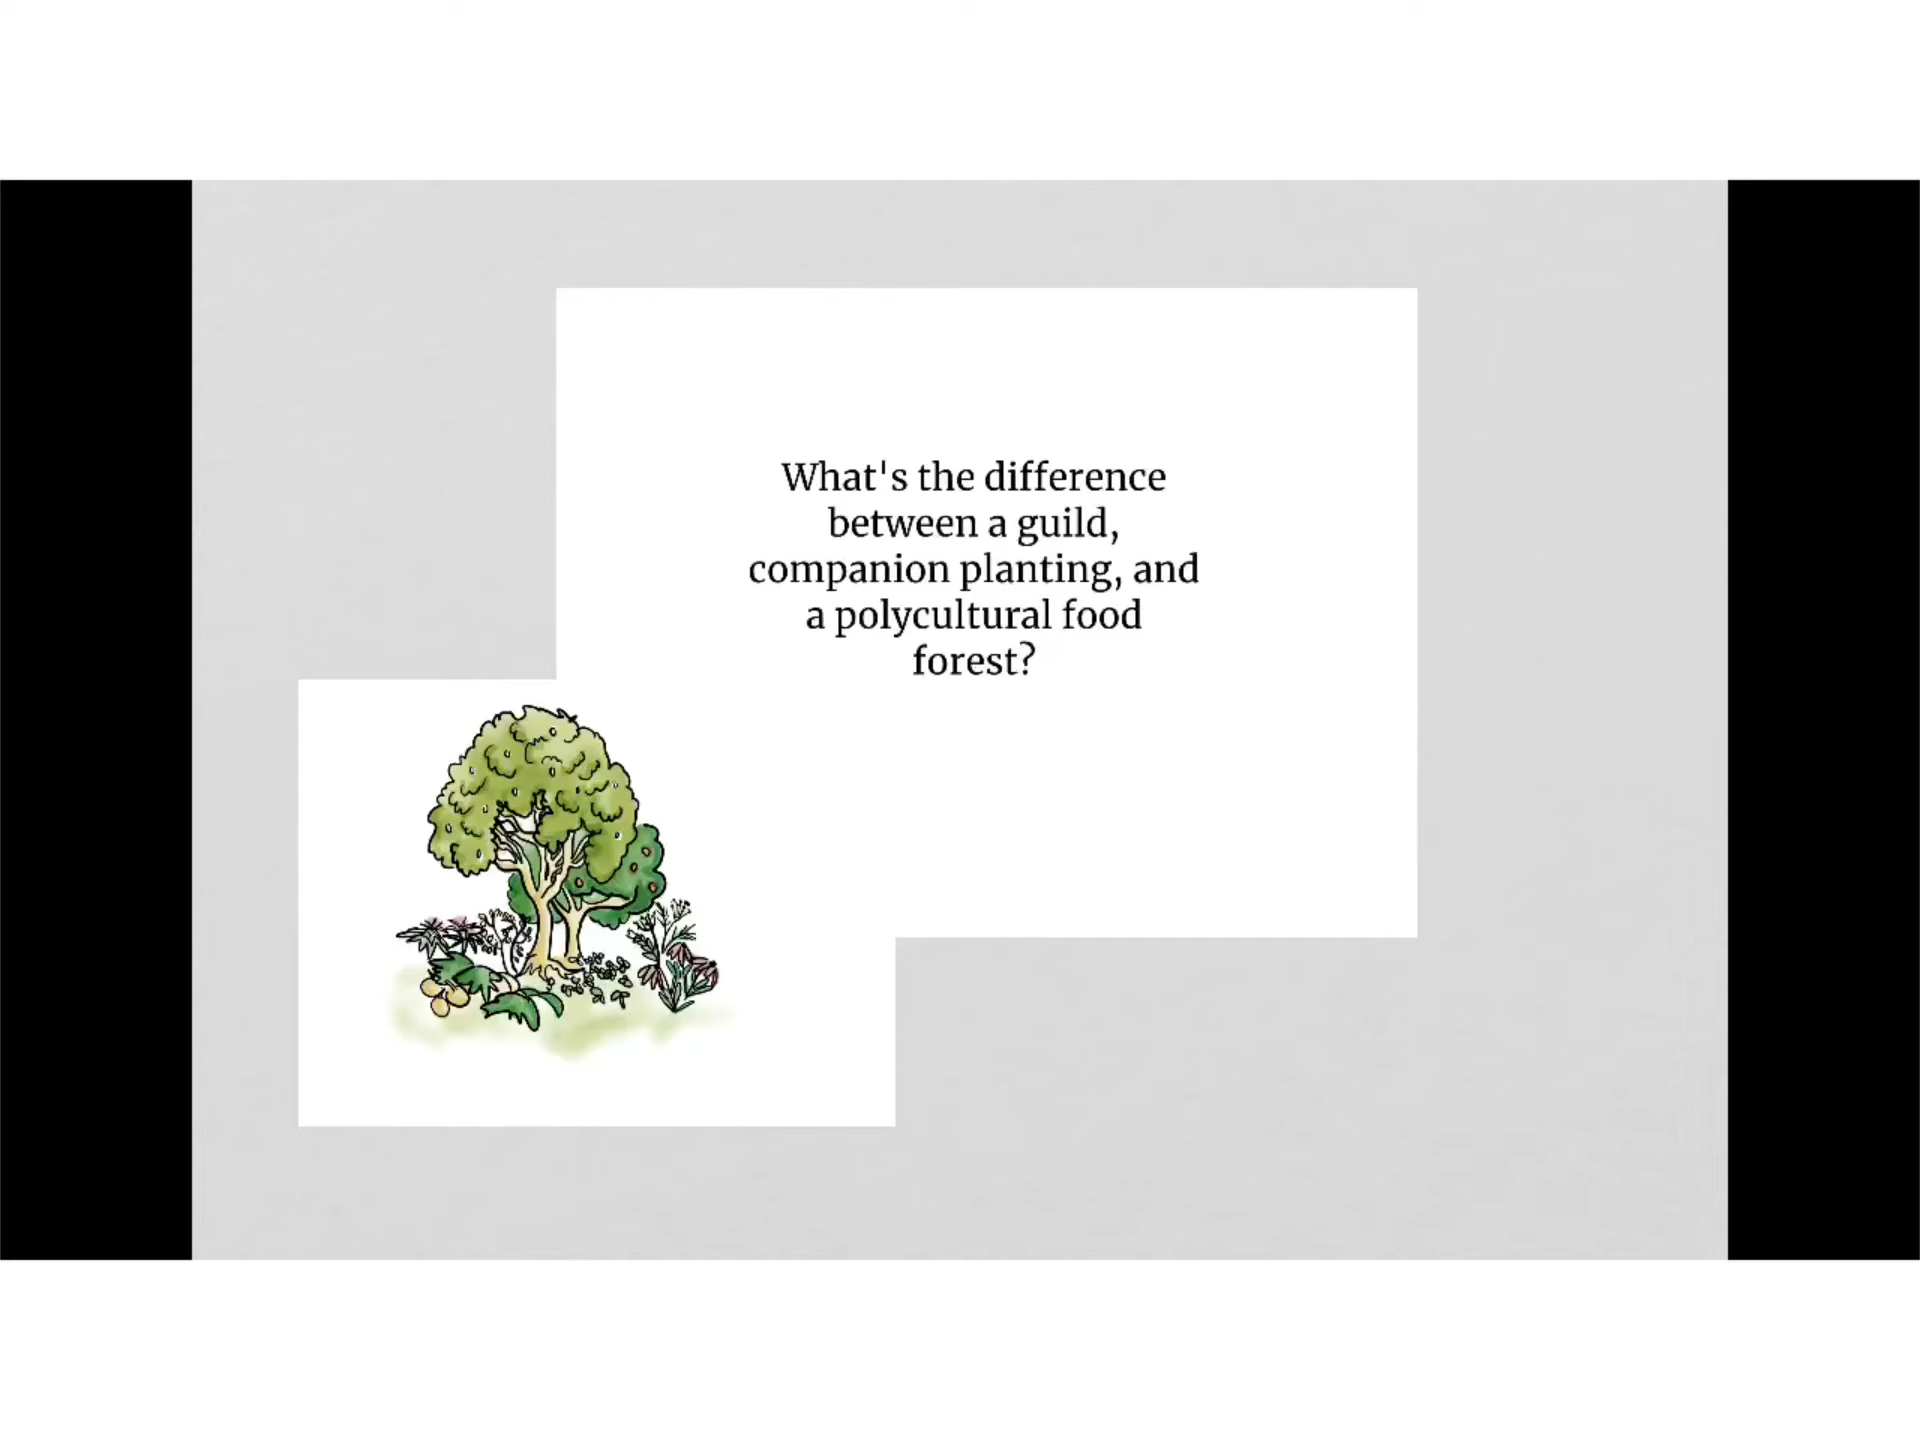 What's the difference
between a guild,
companion planting, and
a polycultural food
forest?